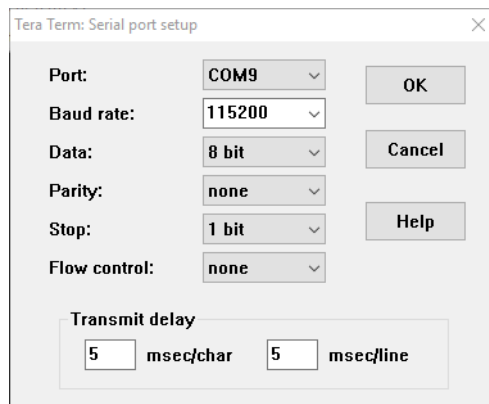 Tera Term: Serial port setup
Port: COM9 OK
Baud rate: 115200
Data: 8 bit Cancel
Parity: none
Stop: 1 bit Help
Flow control: none
Transmit delay
5 msec/char 5 msec/line